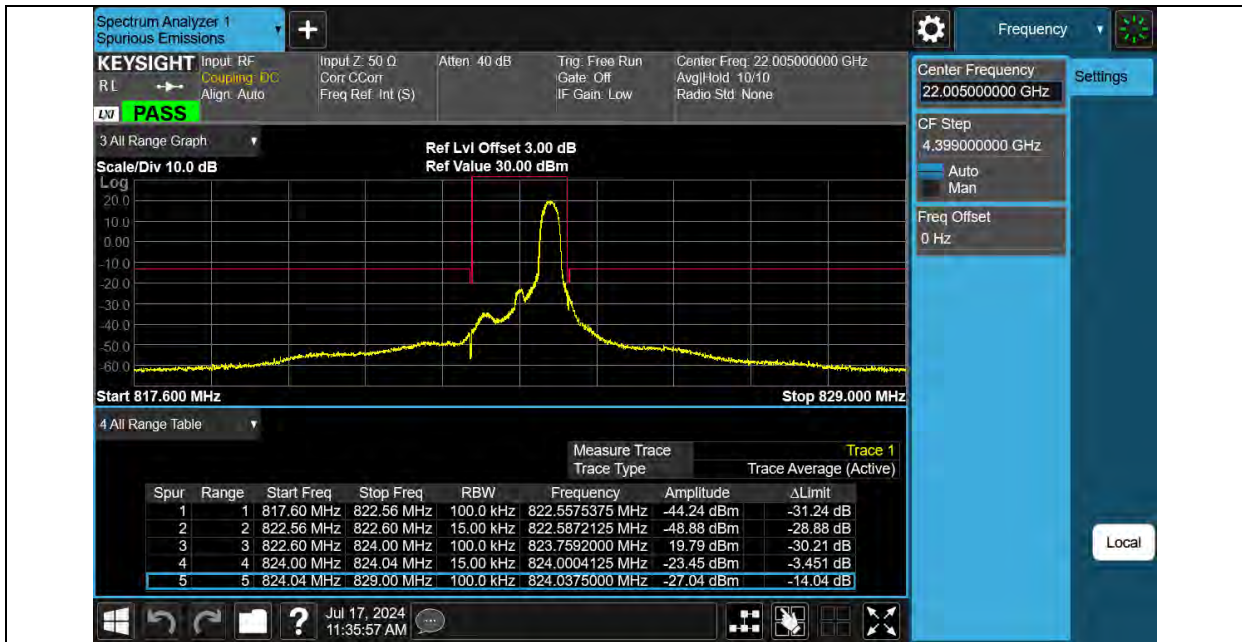 Spectrum Analyzer 1
Spurious Emissions
Frequency
KEYSIGHT Input: RF Input Z: 50 Ω Atten: 40 dB Trig: Free Run Center Freq: 22.005000000 GHz
RL Coupling: DC Corr CCorr Gate: Off Avg|Hold: 10/10
Align: Auto Freq Ref: Int (S) IF Gain: Low Radio Std: None
LXI PASS
3 All Range Graph
Ref Lvl Offset 3.00 dB
Scale/Div 10.0 dB Ref Value 30.00 dBm
Log
20.0
10.0
0.00
-10.0
-20.0
-30.0
-40.0
-50.0
-60.0
Start 817.600 MHz Stop 829.000 MHz
4 All Range Table
Measure Trace Trace 1
Trace Type Trace Average (Active)
Spur Range Start Freq Stop Freq RBW Frequency Amplitude ΔLimit
1 1 817.60 MHz 822.56 MHz 100.0 kHz 822.5575375 MHz -44.24 dBm -31.24 dB
2 2 822.56 MHz 822.60 MHz 15.00 kHz 822.5872125 MHz -48.88 dBm -28.88 dB
3 3 822.60 MHz 824.00 MHz 100.0 kHz 823.7592000 MHz 19.79 dBm -30.21 dB
4 4 824.00 MHz 824.04 MHz 15.00 kHz 824.0004125 MHz -23.45 dBm -3.451 dB
5 5 824.04 MHz 829.00 MHz 100.0 kHz 824.0375000 MHz -27.04 dBm -14.04 dB
Center Frequency
22.005000000 GHz
Settings
CF Step
4.399000000 GHz
Auto
Man
Freq Offset
0 Hz
Local
? Jul 17, 2024
11:35:57 AM